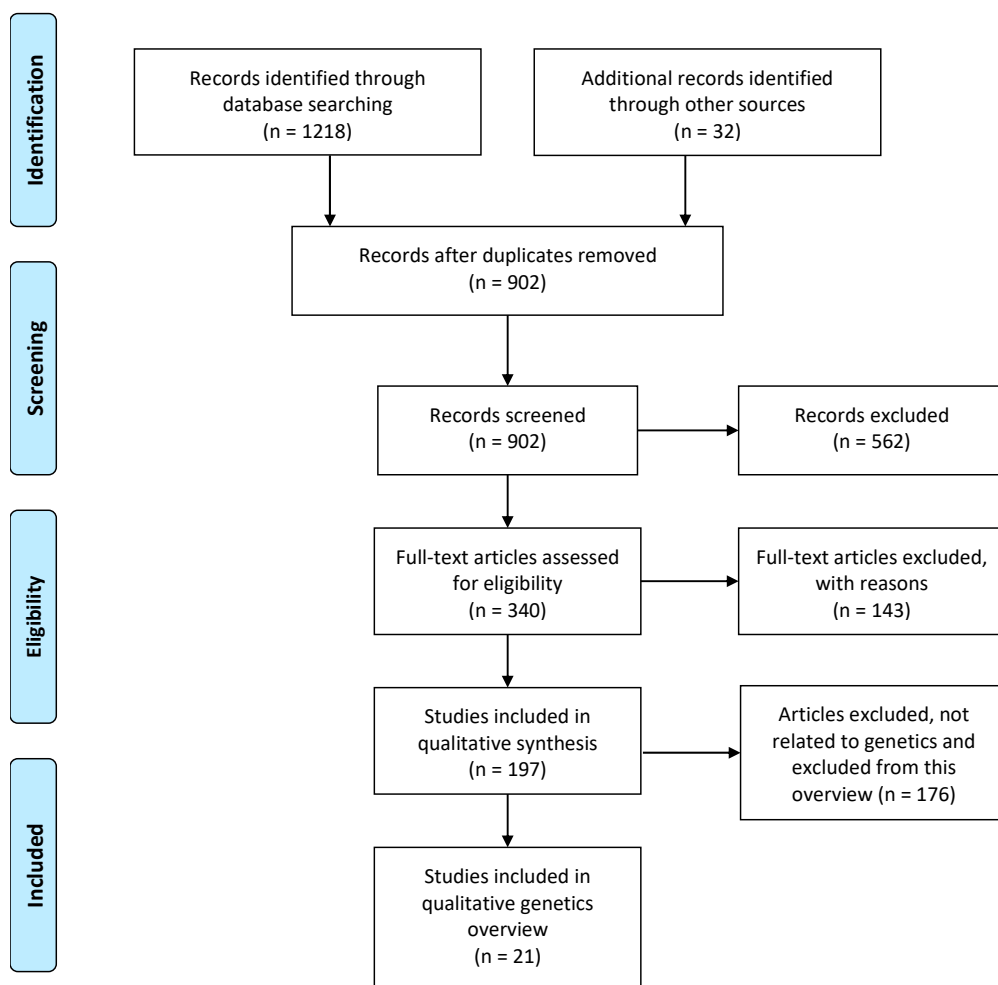 Identification
Records identified through
database searching
(n = 1218)
Additional records identified
through other sources
(n = 32)
Records after duplicates removed
(n = 902)
Screening
Records screened
(n = 902)
Records excluded
(n = 562)
Eligibility
Full-text articles assessed
for eligibility
(n = 340)
Full-text articles excluded,
with reasons
(n = 143)
Studies included in
qualitative synthesis
(n = 197)
Articles excluded, not
related to genetics and
excluded from this
overview (n = 176)
Included
Studies included in
qualitative genetics
overview
(n = 21)